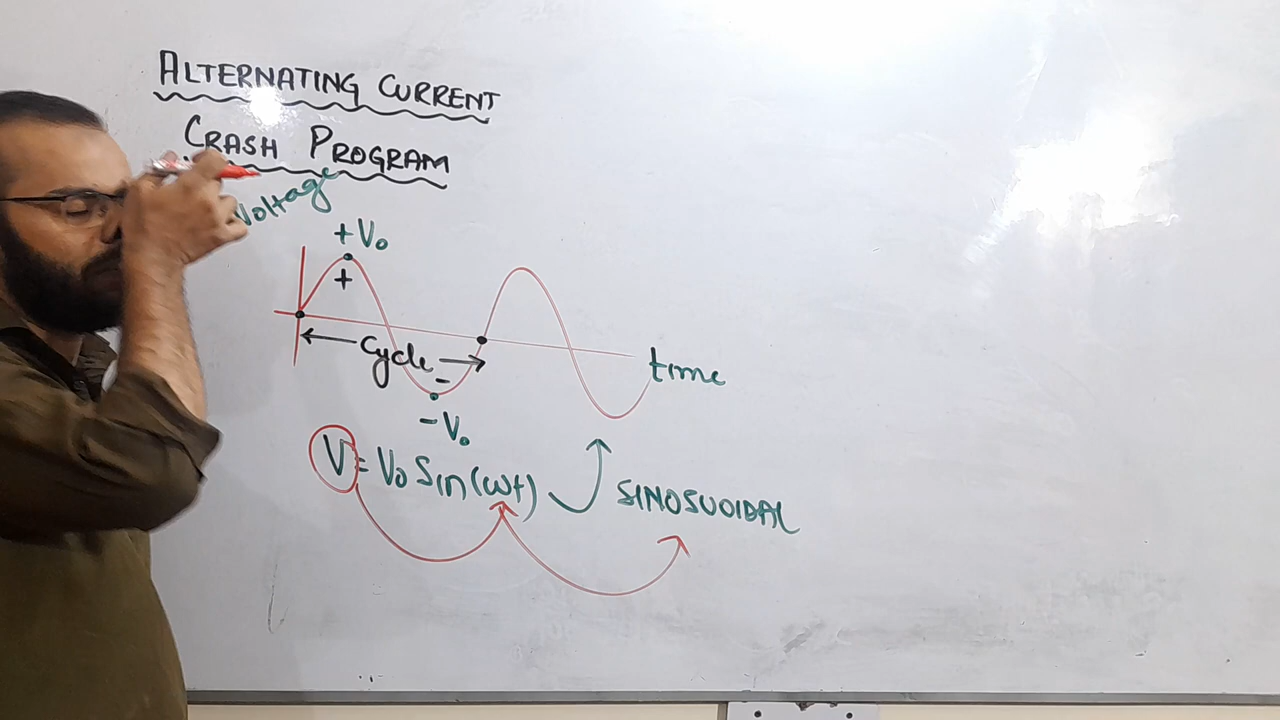 ALTERNATING CURRENT
CRASH PROGRAM
Voltage
+V₀
+
Cycle
-
time
-V₀
V = V₀ Sin(ωt)
SINOSUOIDAL